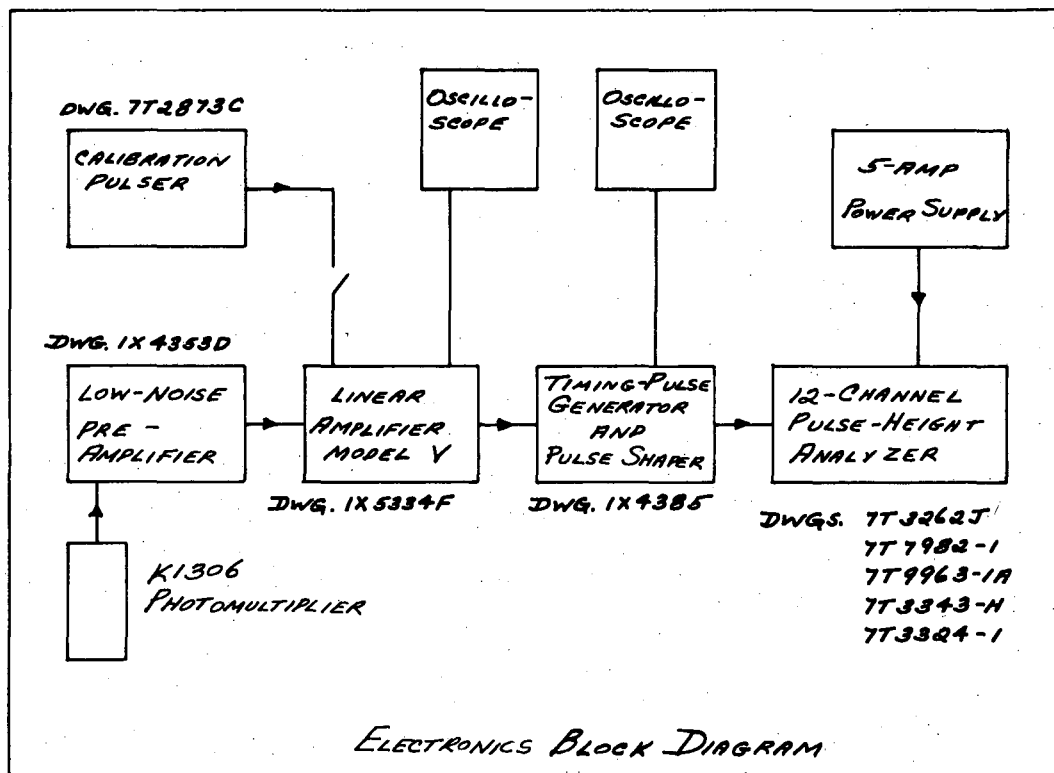 DWG. 7T2873C
CALIBRATION
PULSER
OSCILLO-
SCOPE
OSCILLO-
SCOPE
5-AMP
POWER SUPPLY
DWG. 1X4353D
LOW-NOISE
PRE-
AMPLIFIER
LINEAR
AMPLIFIER
MODEL V
DWG. 1X5334F
TIMING-PULSE
GENERATOR
AND
PULSE SHAPER
DWG. 1X4385
12-CHANNEL
PULSE-HEIGHT
ANALYZER
DWGS. 7T3262J
7T7982-1
7T9963-1A
7T3343-H
7T3324-1
K1306
PHOTOMULTIPLIER
ELECTRONICS BLOCK DIAGRAM